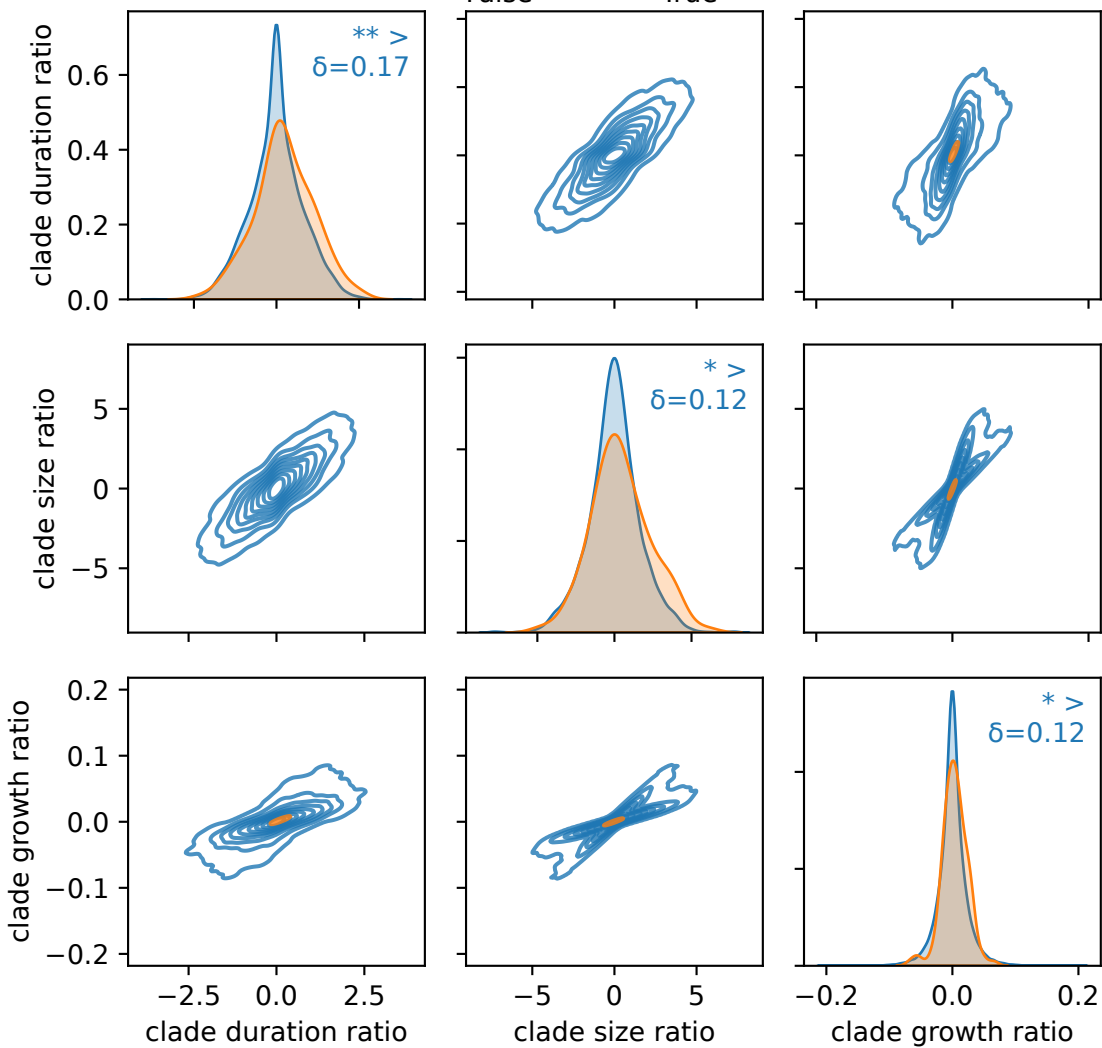 False True
clade duration ratio
0.6
0.4
0.2
0.0
** >
δ=0.17
clade size ratio
5
0
−5
* >
δ=0.12
clade growth ratio
0.2
0.1
0.0
−0.1
−0.2
* >
δ=0.12
−2.5 0.0 2.5
clade duration ratio
−5 0 5
clade size ratio
−0.2 0.0 0.2
clade growth ratio